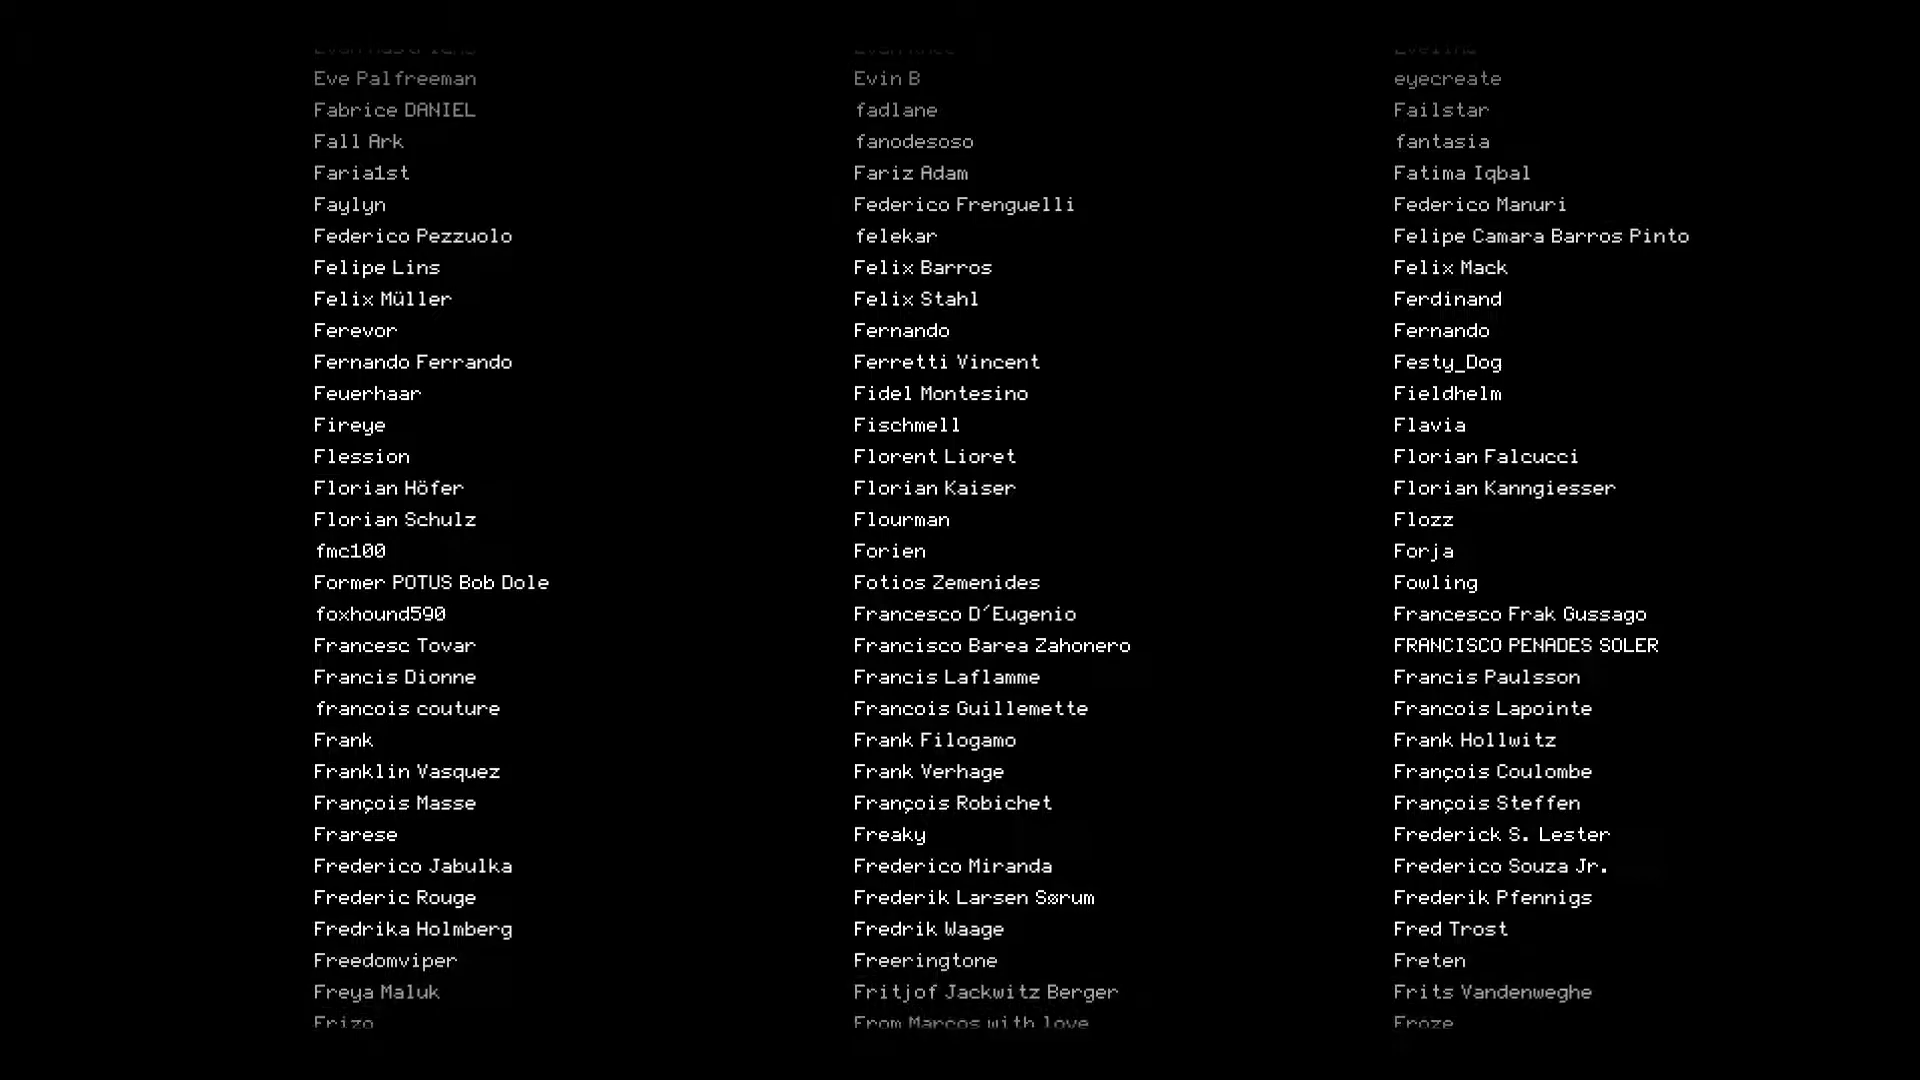 Eve Palfreeman Evin B eyecreate
Fabrice DANIEL fadlane Failstar
Fall Ark fanodesoso fantasia
Faria1st Fariz Adam Fatima Iqbal
Faylyn Federico Frenguelli Federico Manuri
Federico Pezzuolo felekar Felipe Camara Barros Pinto
Felipe Lins Felix Barros Felix Mack
Felix Müller Felix Stahl Ferdinand
Ferevor Fernando Fernando
Fernando Ferrando Ferretti Vincent Festy_Dog
Feuerhaar Fidel Montesino Fieldhelm
Fireye Fischmell Flavia
Flession Florent Lioret Florian Falcucci
Florian Höfer Florian Kaiser Florian Kanngiesser
Florian Schulz Flourman Flozz
fmc100 Forien Forja
Former POTUS Bob Dole Fotios Zemenides Fowling
foxhound590 Francesco D´Eugenio Francesco Frak Gussago
Francesc Tovar Francisco Barea Zahonero FRANCISCO PENADES SOLER
Francis Dionne Francis Laflamme Francis Paulsson
francois couture Francois Guillemette Francois Lapointe
Frank Frank Filogamo Frank Hollwitz
Franklin Vasquez Frank Verhage François Coulombe
François Masse François Robichet François Steffen
Frarese Freaky Frederick S. Lester
Frederico Jabulka Frederico Miranda Frederico Souza Jr.
Frederic Rouge Frederik Larsen Sørum Frederik Pfennigs
Fredrika Holmberg Fredrik Waage Fred Trost
Freedomviper Freeringtone Freten
Freya Maluk Fritjof Jackwitz Berger Frits Vandenweghe
Frizo From Marcos with love Froze